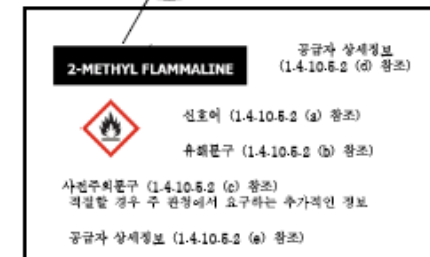 공급자 상세정보
(1.4.10.5.2 (d) 참조)
2-METHYL FLAMMALINE
신호어 (1.4.10.5.2 (a) 참조)
유해문구 (1.4.10.5.2 (b) 참조)
사전주의문구 (1.4.10.5.2 (c) 참조)
적절할 경우 주 관청에서 요구하는 추가적인 정보
공급자 상세정보 (1.4.10.5.2 (e) 참조)